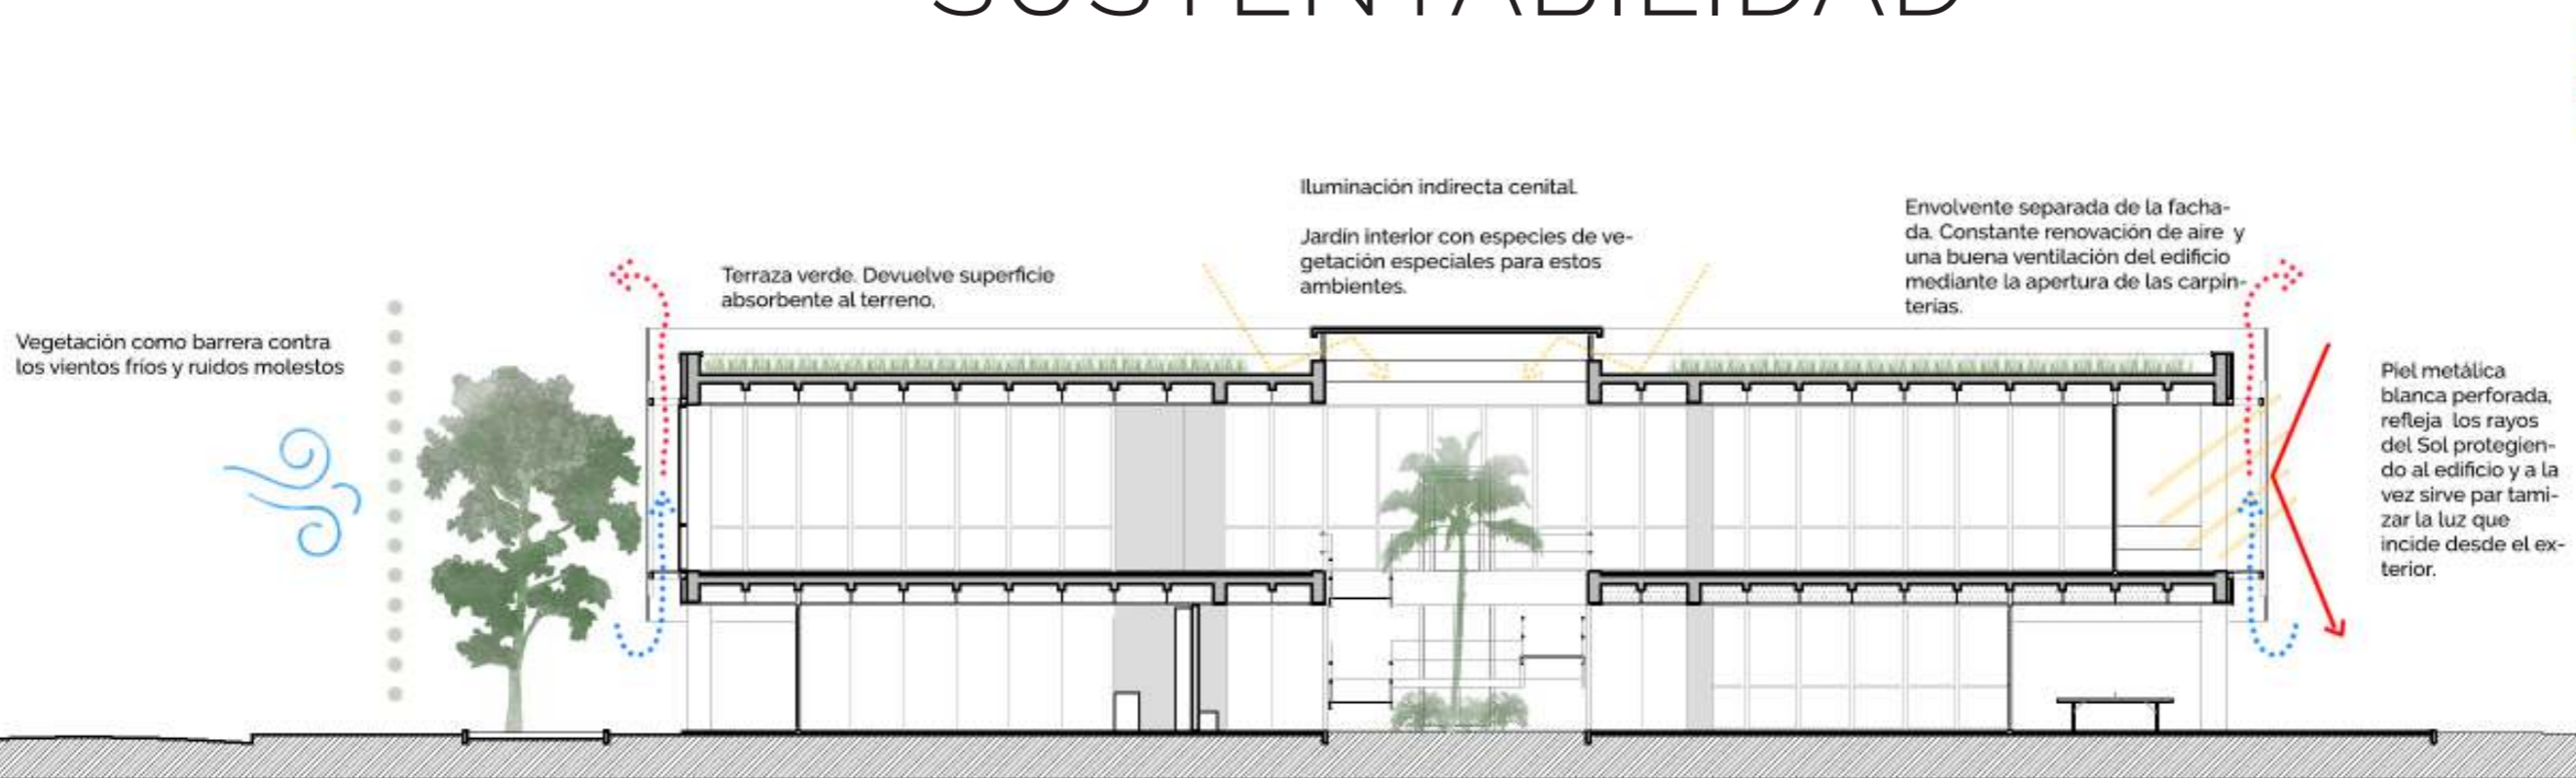 SUSTENTABILIDAD
Iluminación indirecta cenital.
Jardín interior con especies de ve-
getación especiales para estos
ambientes.
Envolvente separada de la facha-
da. Constante renovación de aire y
una buena ventilación del edificio
mediante la apertura de las carpin-
terías.
Terraza verde. Devuelve superficie
absorbente al terreno.
Vegetación como barrera contra
los vientos fríos y ruidos molestos
Piel metálica
blanca perforada,
refleja los rayos
del Sol protegien-
do al edificio y a la
vez sirve par tami-
zar la luz que
incide desde el ex-
terior.